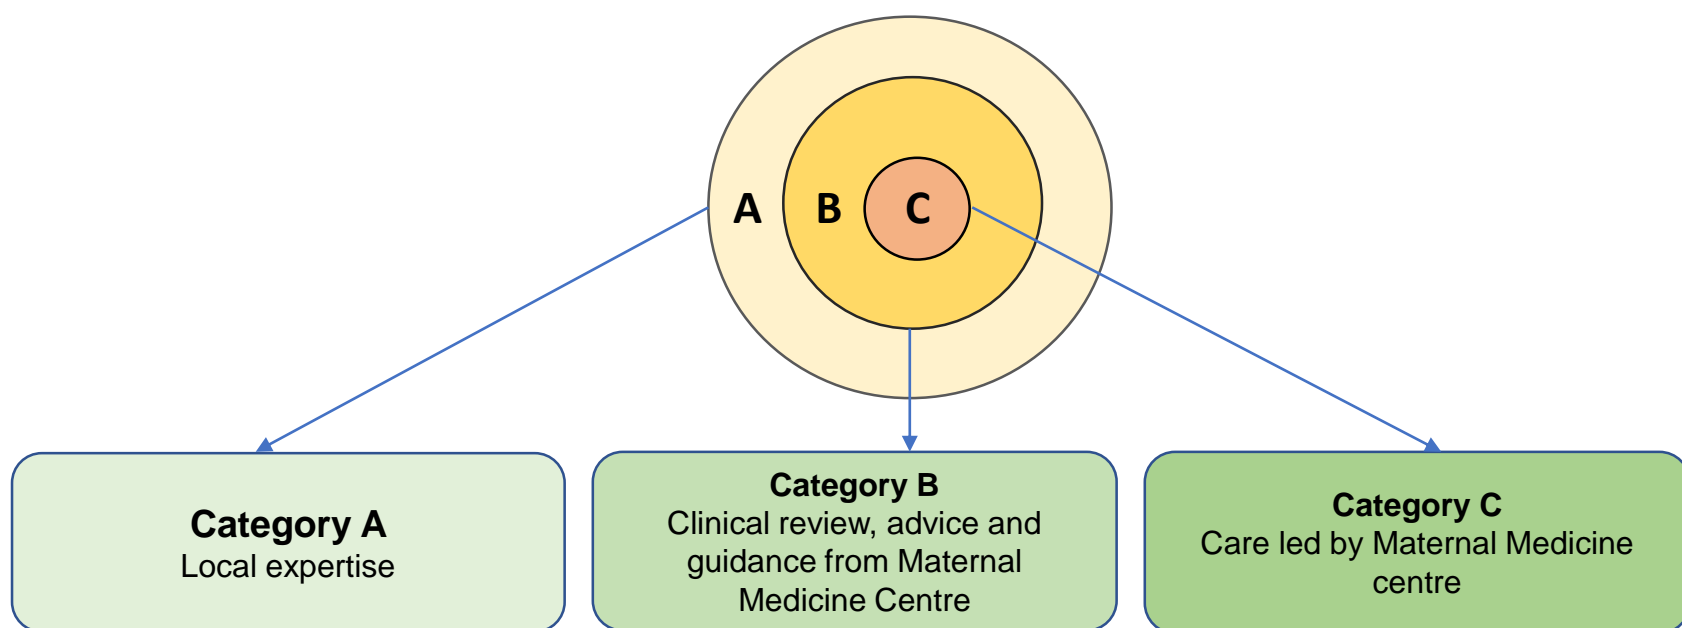 A B C
Category A
Local expertise
Category B
Clinical review, advice and
guidance from Maternal
Medicine Centre
Category C
Care led by Maternal Medicine
centre